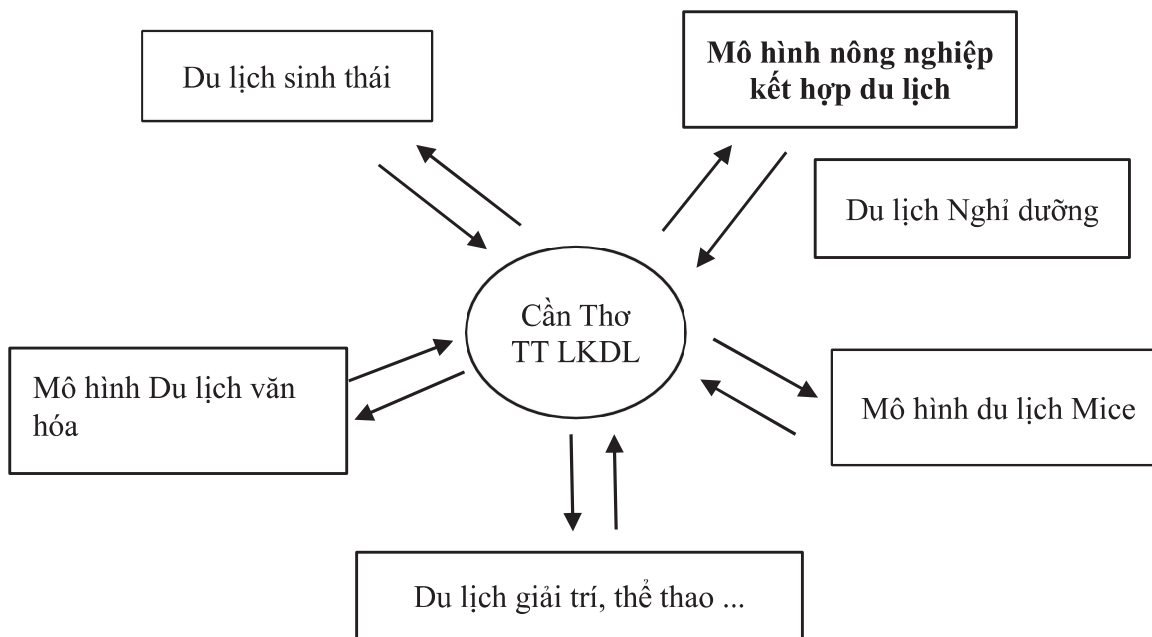 Du lịch sinh thái
Mô hình nông nghiệp
kết hợp du lịch
Du lịch Nghỉ dưỡng
Cần Thơ
TT LKDL
Mô hình Du lịch văn
hóa
Mô hình du lịch Mice
Du lịch giải trí, thể thao ...